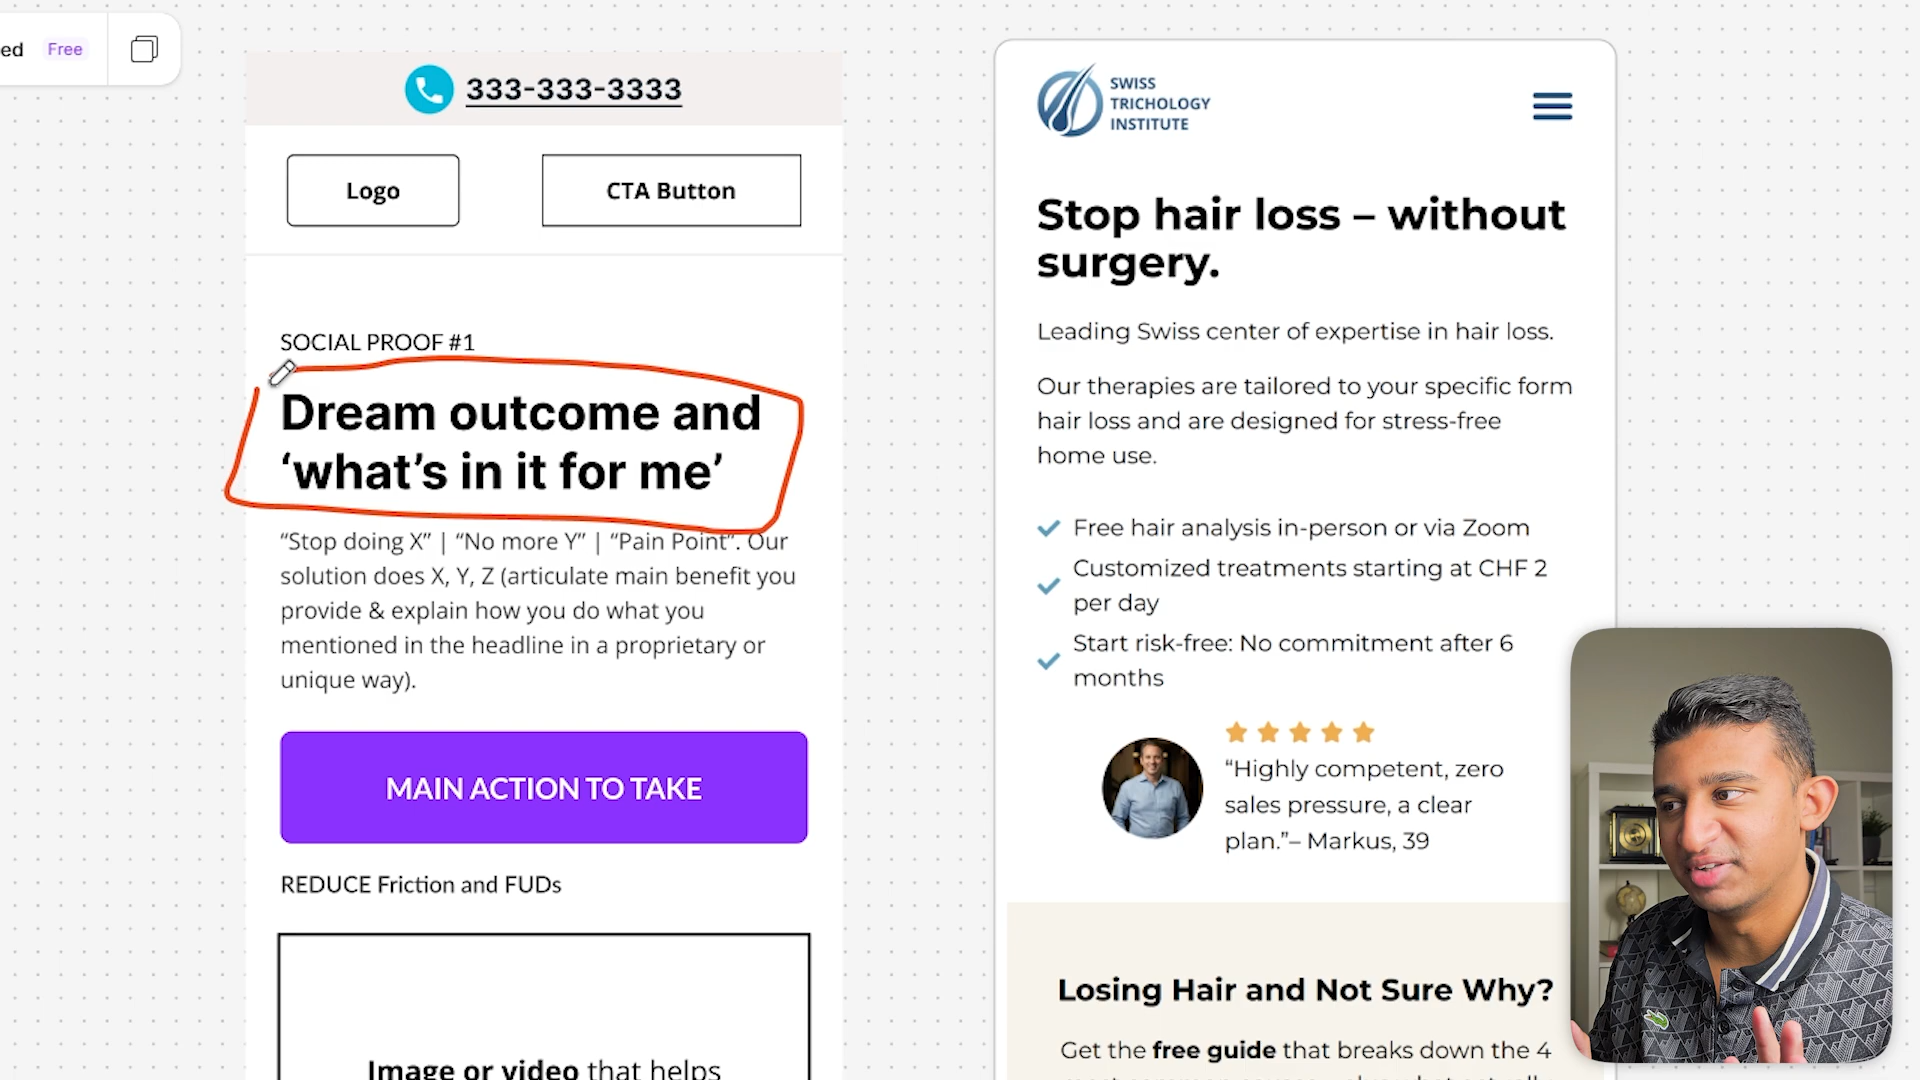 ed Free
333-333-3333
Logo
CTA Button
SOCIAL PROOF #1
Dream outcome and
‘what’s in it for me’
“Stop doing X” | “No more Y” | “Pain Point”. Our
solution does X, Y, Z (articulate main benefit you
provide & explain how you do what you
mentioned in the headline in a proprietary or
unique way).
MAIN ACTION TO TAKE
REDUCE Friction and FUDs
Image or video that helps
SWISS
TRICHOLOGY
INSTITUTE
Stop hair loss – without
surgery.
Leading Swiss center of expertise in hair loss.
Our therapies are tailored to your specific form
hair loss and are designed for stress-free
home use.
Free hair analysis in-person or via Zoom
Customized treatments starting at CHF 2
per day
Start risk-free: No commitment after 6
months
“Highly competent, zero
sales pressure, a clear
plan.”– Markus, 39
Losing Hair and Not Sure Why?
Get the free guide that breaks down the 4